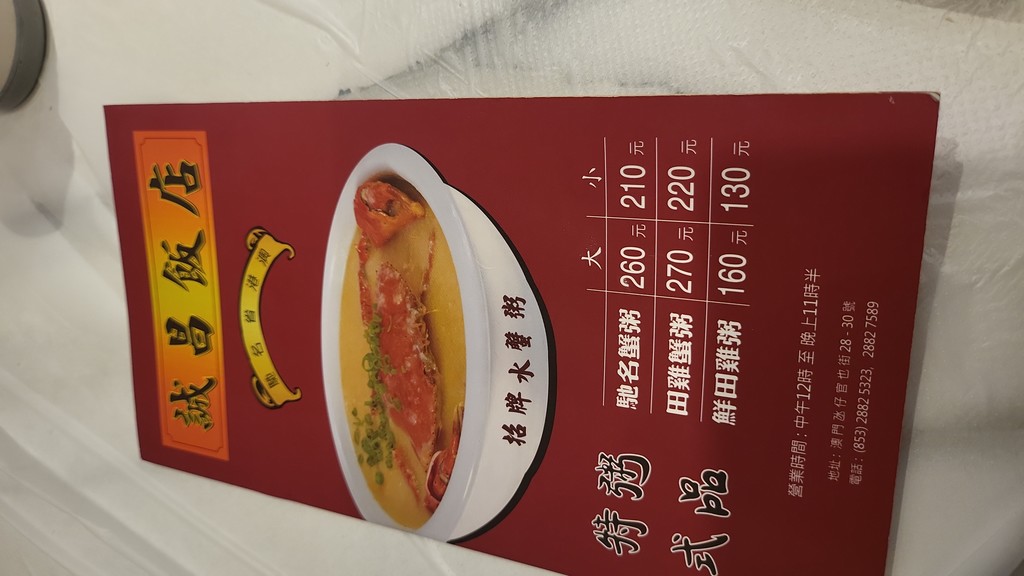 誠昌飯店
馳名省港澳
招牌水蟹粥
特式粥品
大 小
馳名蟹粥 260元 210元
田雞蟹粥 270元 220元
鮮田雞粥 160元 130元
營業時間：中午12時 至 晚上11時半
地址：澳門氹仔官也街28-30號
電話：(853) 2882 5323, 2882 7589